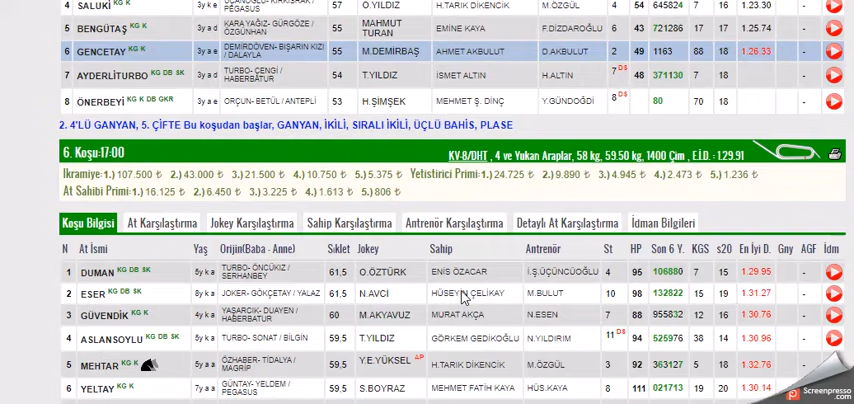 4 SALUKİ KG K 3y k e PEGASUS 57 O.YILDIZ H.TARIK DİKENCİK M.ÖZGÜL 4 54 645824 7 16 1.23.30 -
5 BENGÜTAŞ KG K 3y k e KARA YAĞIZ- GÜRGÖZE / ÖZGÜNHAN 55 MAHMUT TURAN EMİNE KAYA F.DİZDAROĞLU 6 43 721286 17 17 1.25.74 -
6 GENCETAY KG K 3y a e DEMİRDÖVEN- BIŞARIN KIZI / DALAYLA 55 M.DEMİRBAŞ AHMET AKBULUT D.AKBULUT 2 49 1163 88 18 1.26.33 -
7 AYDERLİTURBO KG DB SK 3y a d TURBO- ÇENGİ / HABERBATUR 54 T.YILDIZ İSMET ALTIN H.ALTIN 7 DS 48 371130 7 18 -
8 ÖNERBEYİ KG K DB GKR 3y a e ORÇUN- BETÜL / ANTEPLİ 53 H.ŞİMŞEK MEHMET Ş. DİNÇ Y.GÜNDOĞDI 8 DS 80 70 18 -
2. 4'LÜ GANYAN, 5. ÇİFTE Bu koşudan başlar, GANYAN, İKİLİ, SIRALI İKİLİ, ÜÇLÜ BAHİS, PLASE
6. Koşu:17:00 KV-8/DHT , 4 ve Yukarı Araplar, 58 kg, 59.50 kg, 1400 Çim , E.İ.D. : 1.29.91
İkramiye: 1.) 107.500 ₺ 2.) 43.000 ₺ 3.) 21.500 ₺ 4.) 10.750 ₺ 5.) 5.375 ₺ Yetistirici Primi: 1.) 24.725 ₺ 2.) 9.890 ₺ 3.) 4.945 ₺ 4.) 2.473 ₺ 5.) 1.236 ₺
At Sahibi Primi: 1.) 16.125 ₺ 2.) 6.450 ₺ 3.) 3.225 ₺ 4.) 1.613 ₺ 5.) 806 ₺
Koşu Bilgisi At Karşılaştırma Jokey Karşılaştırma Sahip Karşılaştırma Antrenör Karşılaştırma Detaylı At Karşılaştırma İdman Bilgileri
N At İsmi Yaş Orijin(Baba - Anne) Sıklet Jokey Sahip Antrenör St HP Son 6 Y. KGS s20 En İyi D. Gny AGF İdm
1 DUMAN KG DB SK 5y k a TURBO- ÖNCÜKIZ / SERHANBEY 61,5 O.ÖZTÜRK ENİS ÖZACAR İ.Ş.ÜÇÜNCÜOĞLU 4 95 106880 7 15 1.29.95 -
2 ESER KG DB SK 8y k a JOKER- GÖKÇETAY / YALAZ 61,5 N.AVCİ HÜSEYİN ÇELİKAY M.BULUT 10 98 132822 15 19 1.31.27 -
3 GÜVENDİK KG K 4y a a YAŞARCIK- DUAYEN / HABERBATUR 60 M.AKYAVUZ MURAT AKÇA N.ESEN 7 88 955832 12 16 1.30.76 -
4 ASLANSOYLU KG DB SK 5y k a TURBO- SONAT / BİLGİN 59,5 T.YILDIZ GÖRKEM GEDİKOĞLU N.YILDIRIM 11 DS 94 525976 38 14 1.30.96 -
5 MEHTAR KG K 5y a a ÖZHABER- TİDALYA / MAGRİP 59,5 Y.E.YÜKSEL AP H.TARIK DİKENCİK M.ÖZGÜL 3 92 363127 5 18 1.32.76
6 YELTAY KG K 7y a a GÜNTAY- YELDEM / PEGASUS 59,5 S.BOYRAZ MEHMET FATİH KAYA HÜS.KAYA 8 111 021713 19 20 1.30.14
Screenpresso
.com